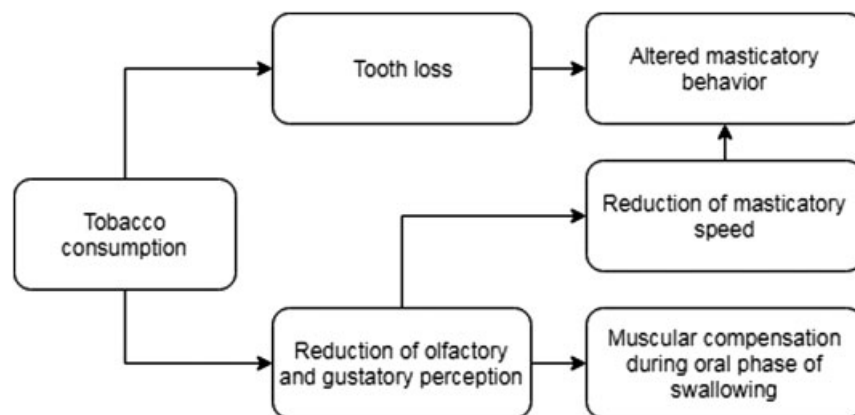 Tooth loss
Altered masticatory
behavior
Tobacco
consumption
Reduction of masticatory
speed
Reduction of olfactory
and gustatory perception
Muscular compensation
during oral phase of
swallowing